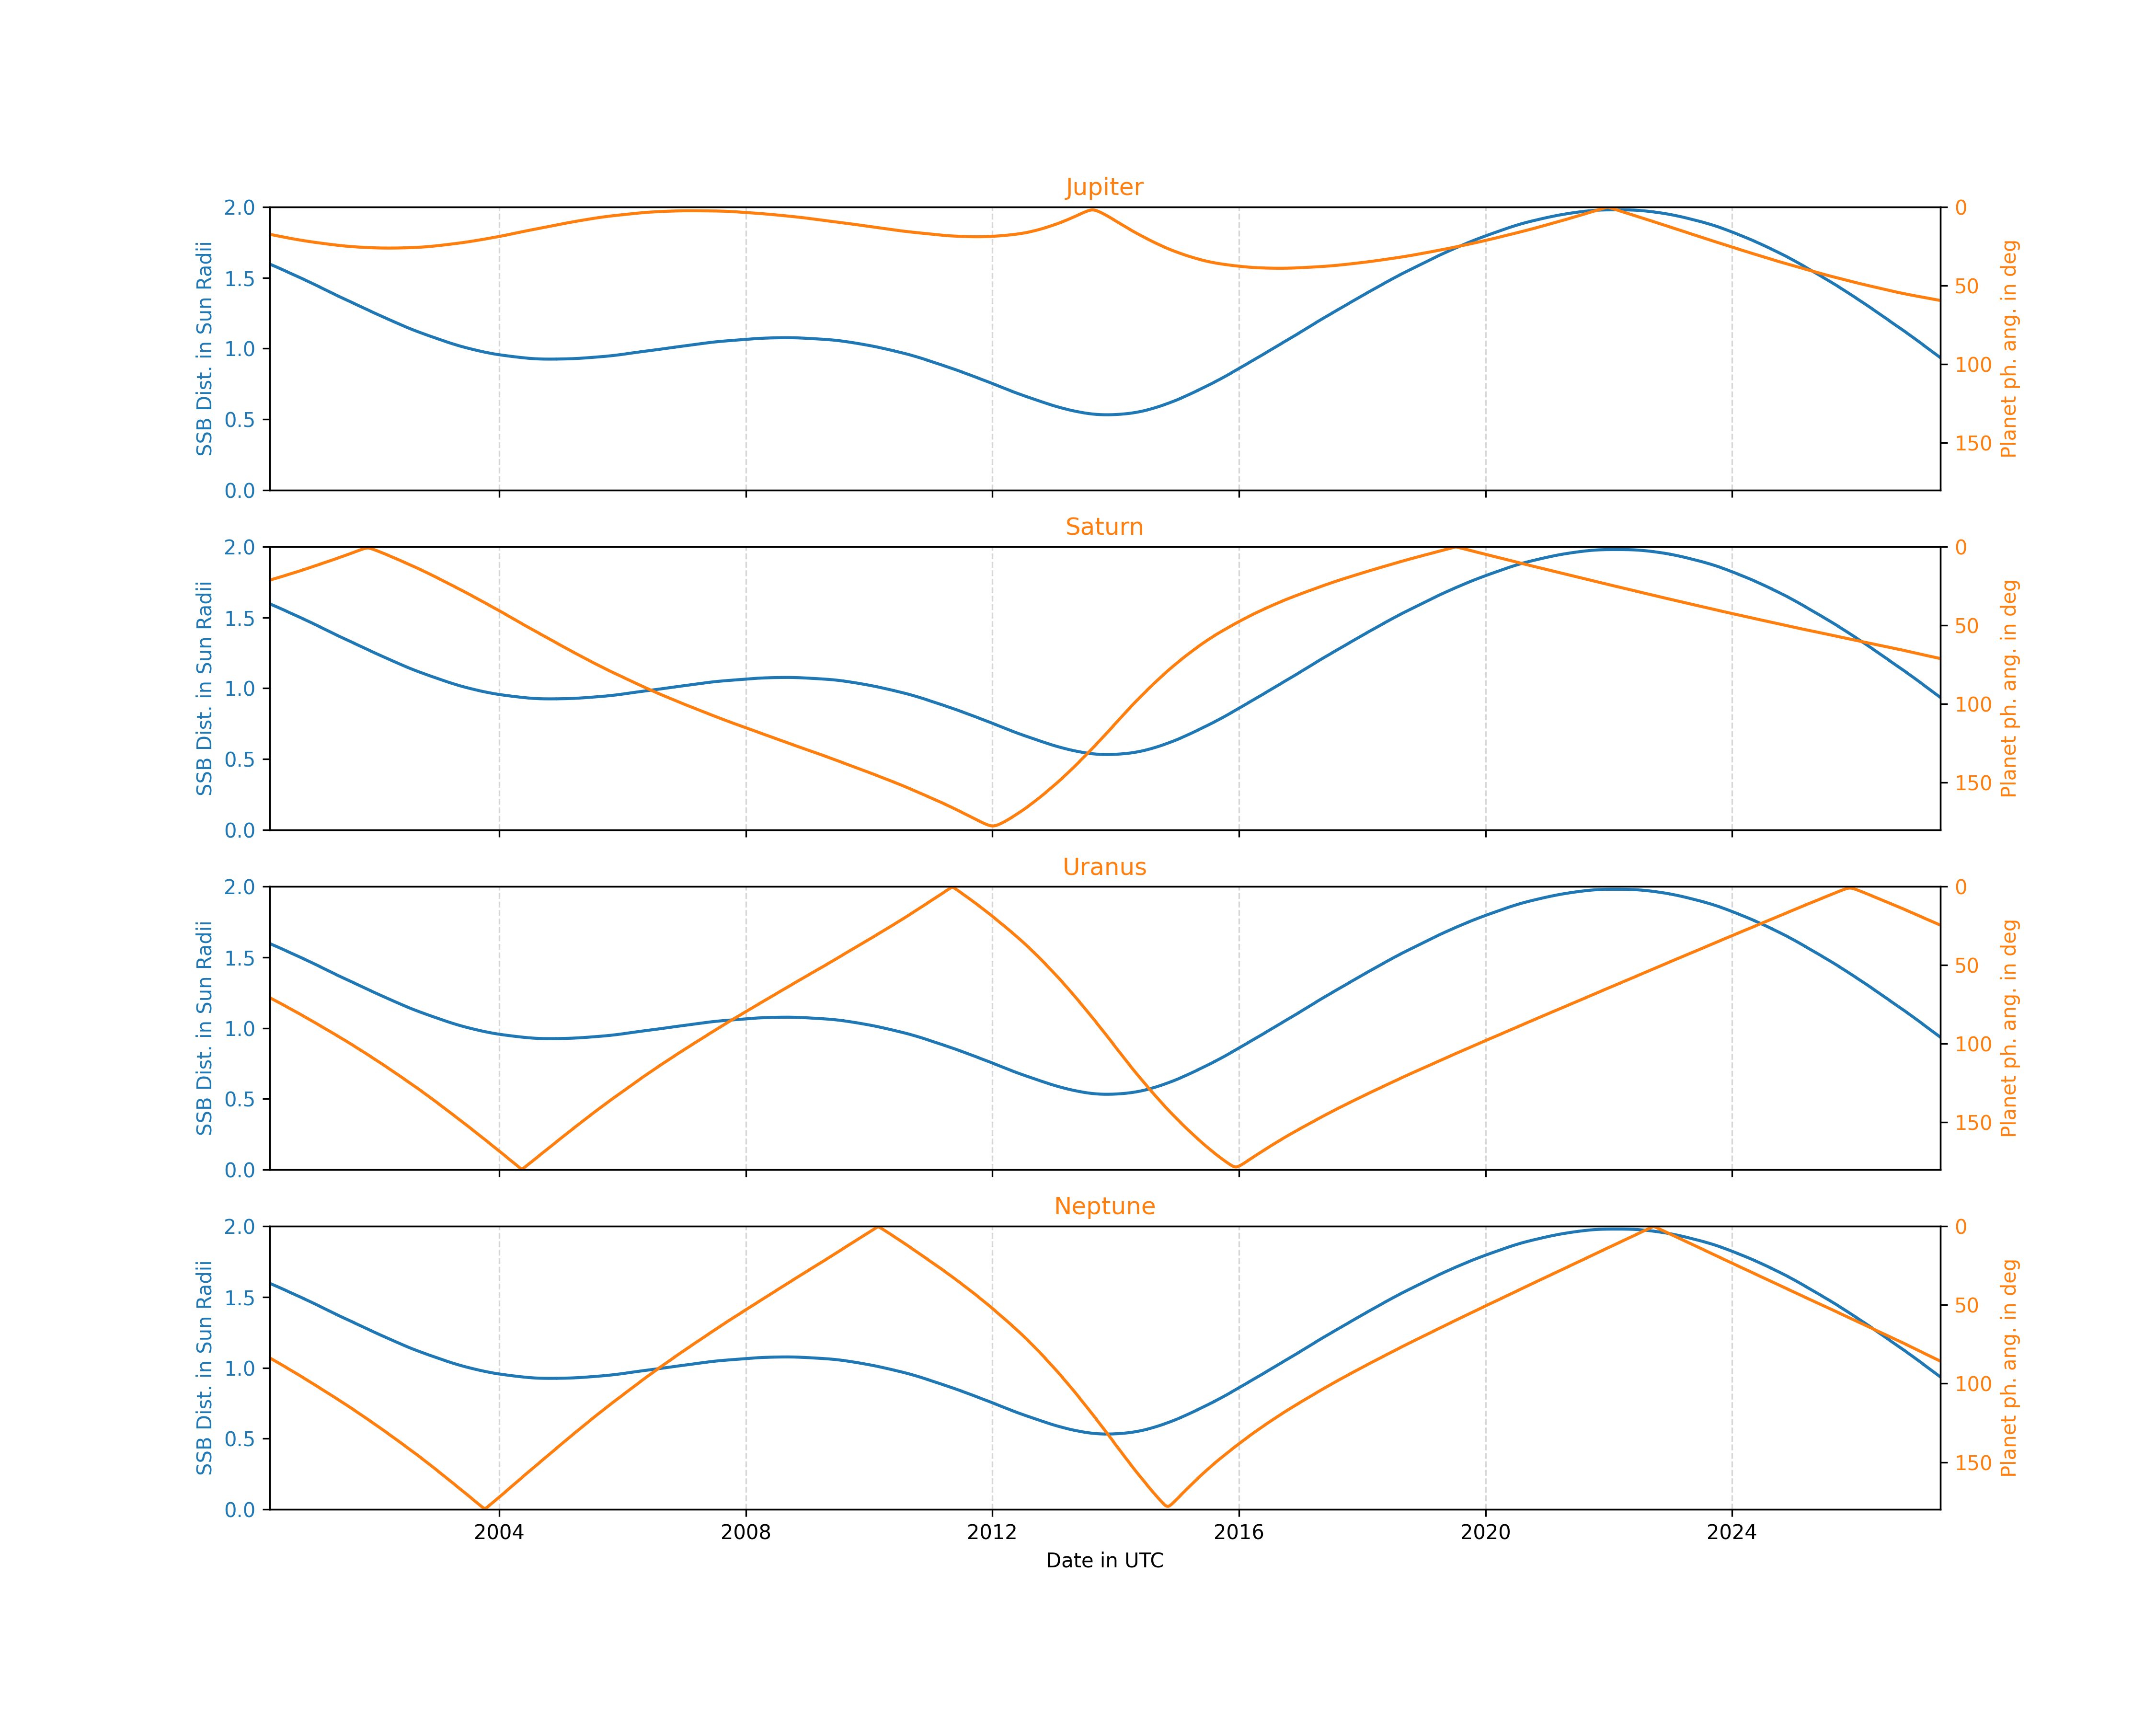 Jupiter
2.0
1.5
1.0
0.5
0.0
SSB Dist. in Sun Radii
0
50
100
150
Planet ph. ang. in deg
Saturn
2.0
1.5
1.0
0.5
0.0
SSB Dist. in Sun Radii
0
50
100
150
Planet ph. ang. in deg
Uranus
2.0
1.5
1.0
0.5
0.0
SSB Dist. in Sun Radii
0
50
100
150
Planet ph. ang. in deg
Neptune
2.0
1.5
1.0
0.5
0.0
SSB Dist. in Sun Radii
0
50
100
150
Planet ph. ang. in deg
2004 2008 2012 2016 2020 2024
Date in UTC